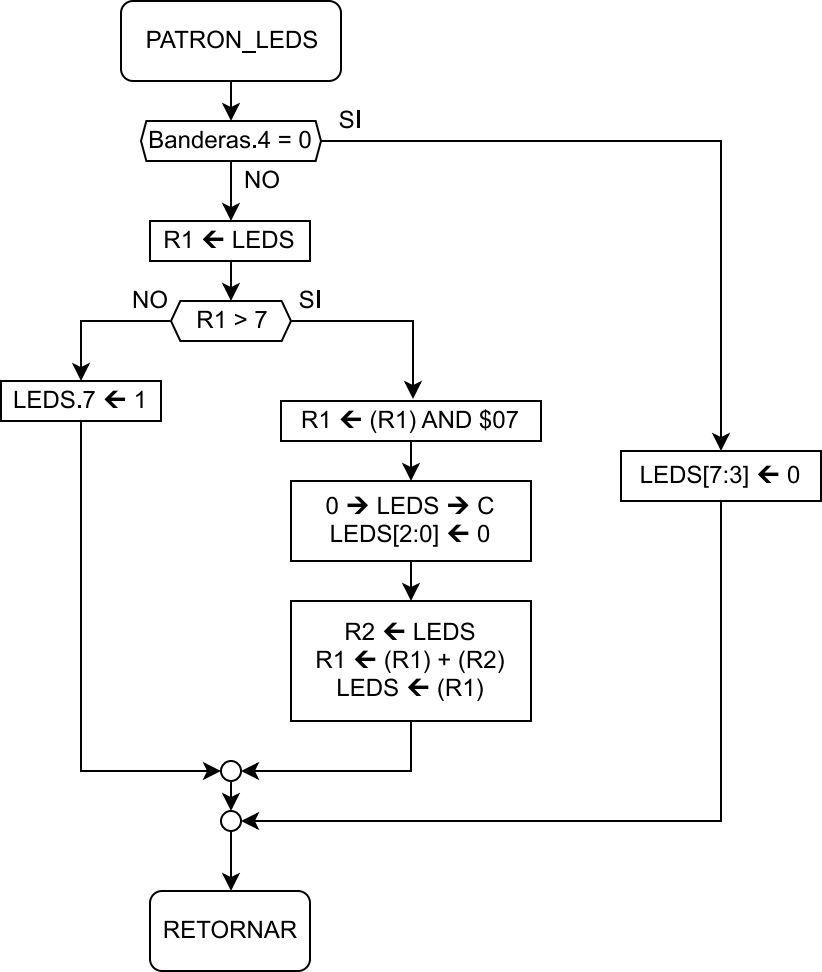 PATRON_LEDS
Banderas.4 = 0
SI
NO
R1 🡸 LEDS
NO
SI
R1 > 7
LEDS.7 🡸 1
R1 🡸 (R1) AND $07
LEDS[7:3] 🡸 0
0 🡺 LEDS 🡺 C
LEDS[2:0] 🡸 0
R2 🡸 LEDS
R1 🡸 (R1) + (R2)
LEDS 🡸 (R1)
RETORNAR